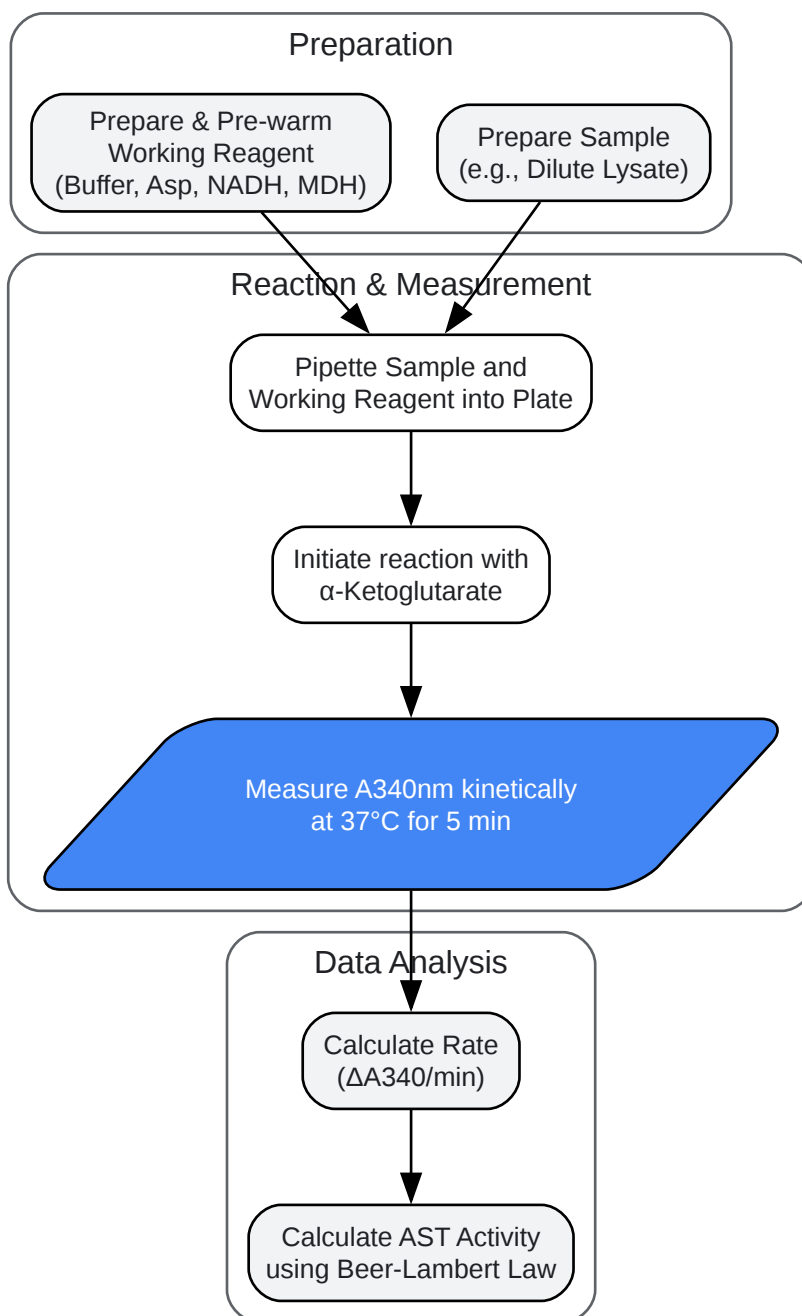 Preparation
Prepare & Pre-warm
Working Reagent
(Buffer, Asp, NADH, MDH)
Prepare Sample
(e.g., Dilute Lysate)
Reaction & Measurement
Pipette Sample and
Working Reagent into Plate
Initiate reaction with
α-Ketoglutarate
Measure A340nm kinetically
at 37°C for 5 min
Data Analysis
Calculate Rate
(ΔA340/min)
Calculate AST Activity
using Beer-Lambert Law